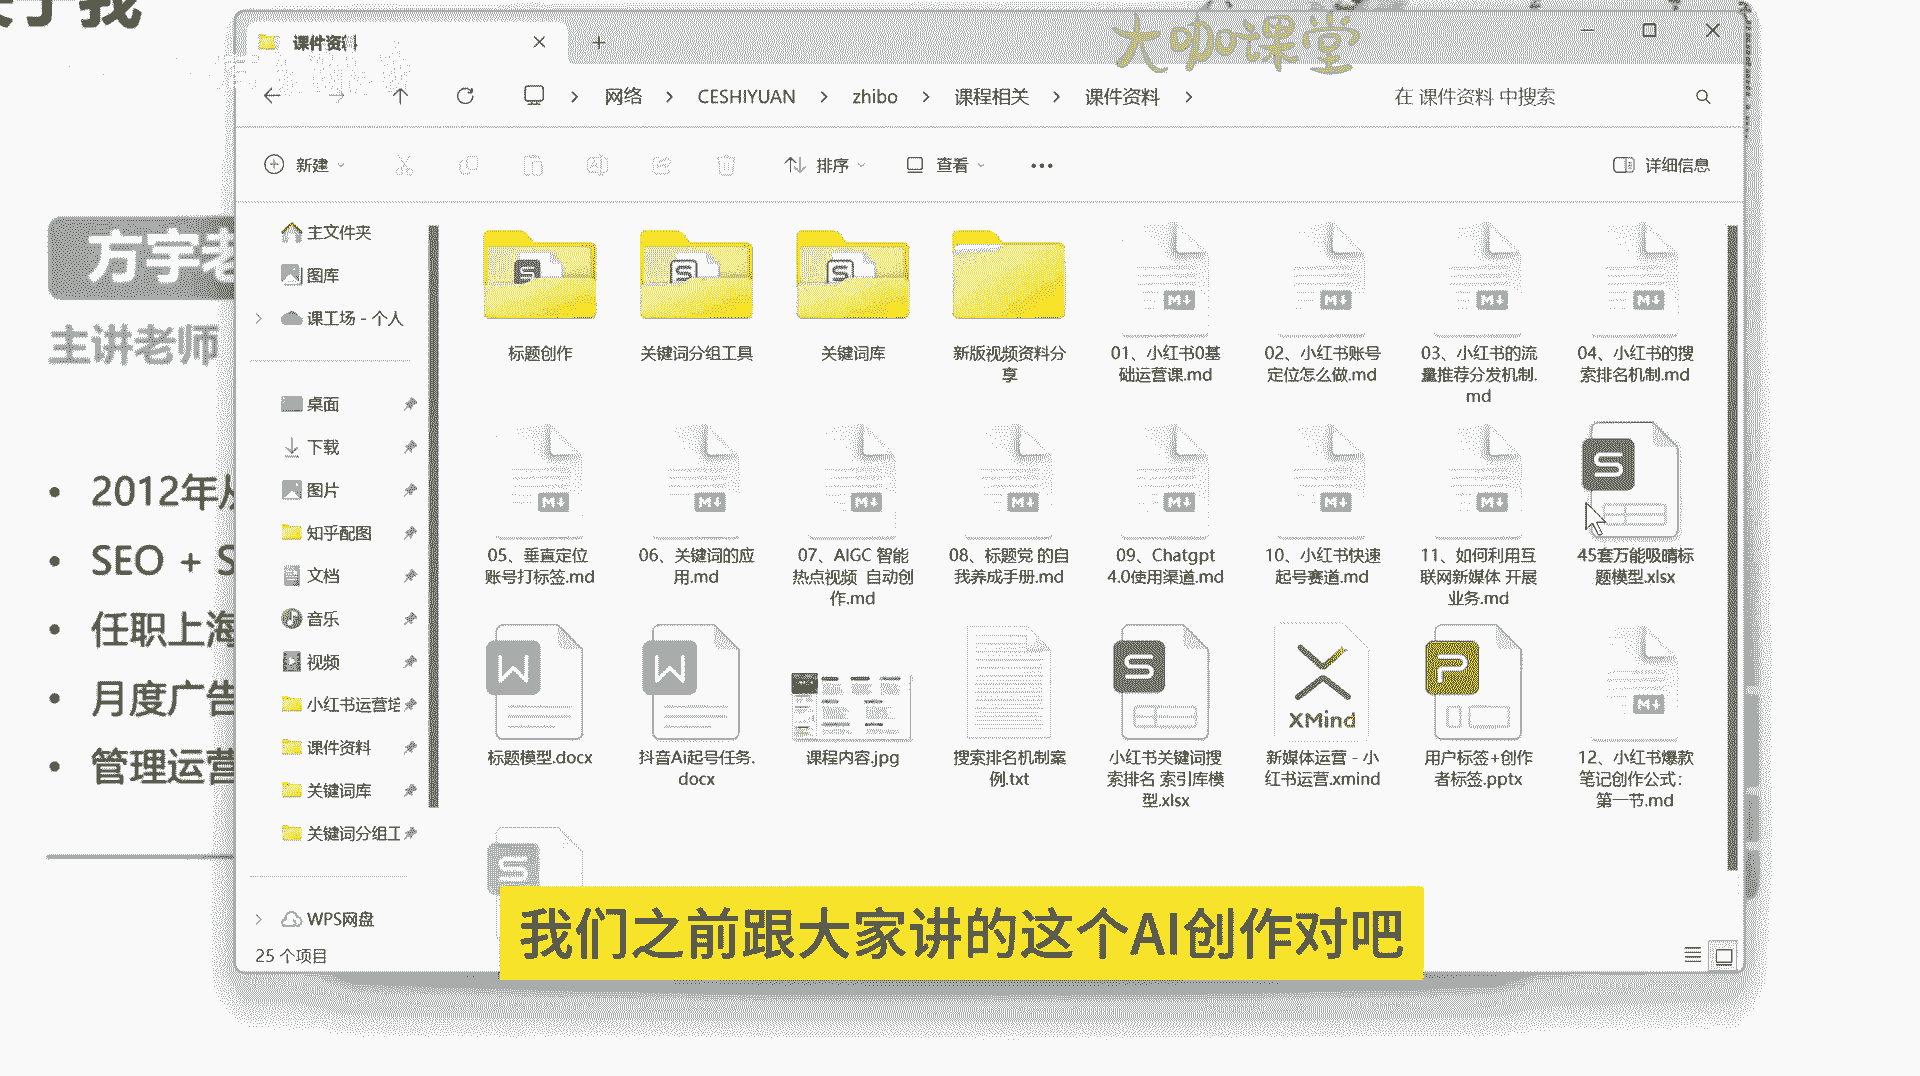 大咖课堂
课件资料
网络 > CESHIYUAN > zhibo > 课程相关 > 课件资料 >
在 课件资料 中搜索
新建
排序
查看
详细信息
主文件夹
图库
课工场 - 个人
桌面
下载
图片
知乎配图
文档
音乐
视频
小红书运营培
课件资料
关键词库
关键词分组工
WPS网盘
25 个项目
方宇老
主讲老师
• 2012年从
• SEO + S
• 任职上海
• 月度广告
• 管理运营
标题创作
关键词分组工具
关键词库
新版视频资料分
享
01、小红书0基
础运营课.md
02、小红书账号
定位怎么做.md
03、小红书的流
量推荐分发机制.
md
04、小红书的搜
索排名机制.md
05、垂直定位
账号打标签.md
06、关键词的应
用.md
07、AIGC 智能
热点视频 自动创
作.md
08、标题党 的自
我养成手册.md
09、Chatgpt
4.0使用渠道.md
10、小红书快速
起号赛道.md
11、如何利用互
联网新媒体 开展
业务.md
45套万能吸睛标
题模型.xlsx
标题模型.docx
抖音Ai起号任务.
docx
课程内容.jpg
搜索排名机制案
例.txt
小红书关键词搜
索排名 索引库模
型.xlsx
XMind
新媒体运营 - 小
红书运营.xmind
用户标签+创作
者标签.pptx
12、小红书爆款
笔记创作公式：
第一节.md
我们之前跟大家讲的这个AI创作对吧